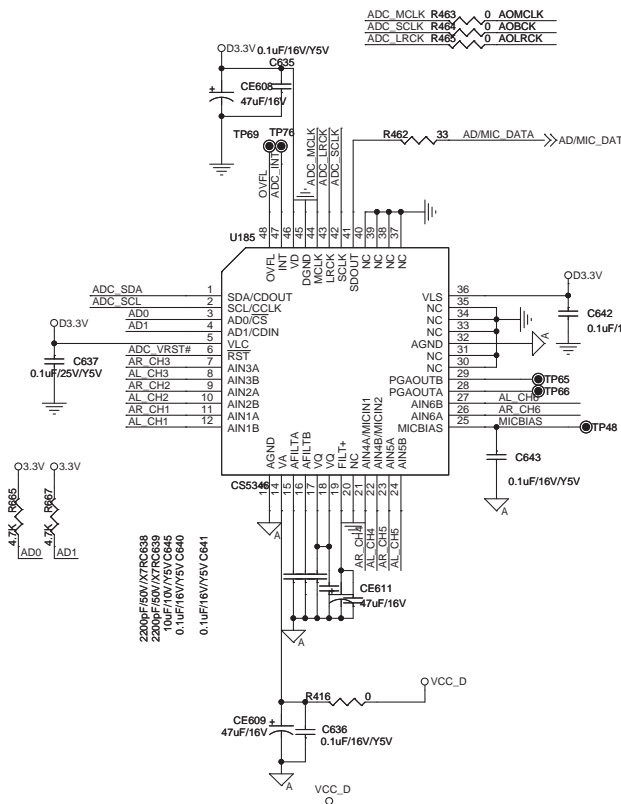 ADC_MCLK R463 0 AOMCLK
ADC_SCLK R464 0 AOBCK
ADC_LRCK R465 0 AOLRCK
D3.3V 0.1uF/16V/Y5V
C635
CE608
47uF/16V
TP69 TP76
R462 33 AD/MIC_DATA AD/MIC_DAT
OVFL
ADC_INT
ADC_MCLK
ADC_LRCK
ADC_SCLK
48 47 46 45 44 43 42 41 40 39 38 37
U185
OVFL INT VD DGND MCLK LRCK SCLK SDOUT NC NC NC NC
ADC_SDA 1 SDA/CDOUT
ADC_SCL 2 SCL/CCLK
AD0 3 AD0/CS
AD1 4 AD1/CDIN
D3.3V 5 VLC
ADC_VRST# 6 RST
AR_CH3 7 AIN3A
AL_CH3 8 AIN3B
AR_CH2 9 AIN2A
AL_CH2 10 AIN2B
AR_CH1 11 AIN1A
AL_CH1 12 AIN1B
C637
0.1uF/25V/Y5V
VLS 36 D3.3V
NC 35
NC 34
NC 33
AGND 32 A
NC 31
NC 30
PGAOUTB 29 TP65
PGAOUTA 28 TP66
AIN6B 27 AL_CH6
AIN6A 26 AR_CH6
MICBIAS 25 MICBIAS TP48
C642
0.1uF/1
C643
0.1uF/16V/Y5V
A
AGND VA AFILTA AFILTB VQ VQ FILT+ NC AIN4A/MICIN1 AIN4B/MICIN2 AIN5A AIN5B
CS5346
13 14 15 16 17 18 19 20 21 22 23 24
A
AR_CH4
AL_CH4
AR_CH5
AL_CH5
3.3V 3.3V
4.7K R665
4.7K R667
AD0 AD1
2200pF/50V/X7RC638
2200pF/50V/X7RC639
10uF/10V/Y5VC645
0.1uF/16V/Y5V C640
0.1uF/16V/Y5V C641
CE611
47uF/16V
A
R416 0 VCC_D
CE609
47uF/16V
C636
0.1uF/16V/Y5V
A
VCC_D